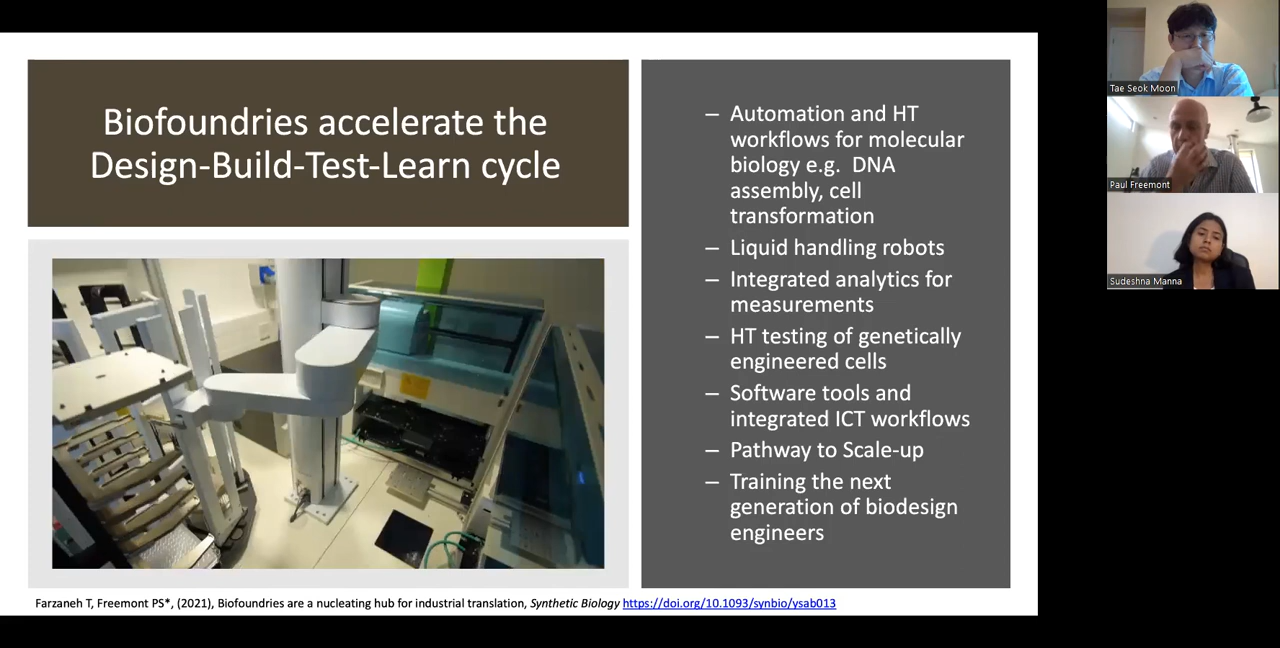 Biofoundries accelerate the
Design-Build-Test-Learn cycle
– Automation and HT
workflows for molecular
biology e.g. DNA
assembly, cell
transformation
– Liquid handling robots
– Integrated analytics for
measurements
– HT testing of genetically
engineered cells
– Software tools and
integrated ICT workflows
– Pathway to Scale-up
– Training the next
generation of biodesign
engineers
Farzaneh T, Freemont PS*, (2021), Biofoundries are a nucleating hub for industrial translation, Synthetic Biology https://doi.org/10.1093/synbio/ysab013
Tae Seok Moon
Paul Freemont
Sudeshna Manna